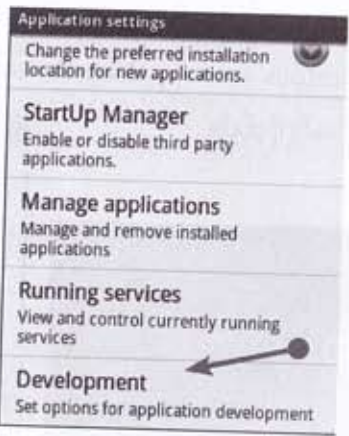 Application settings
Change the preferred installation
location for new applications.
StartUp Manager
Enable or disable third party
applications.
Manage applications
Manage and remove installed
applications
Running services
View and control currently running
services
Development
Set options for application development